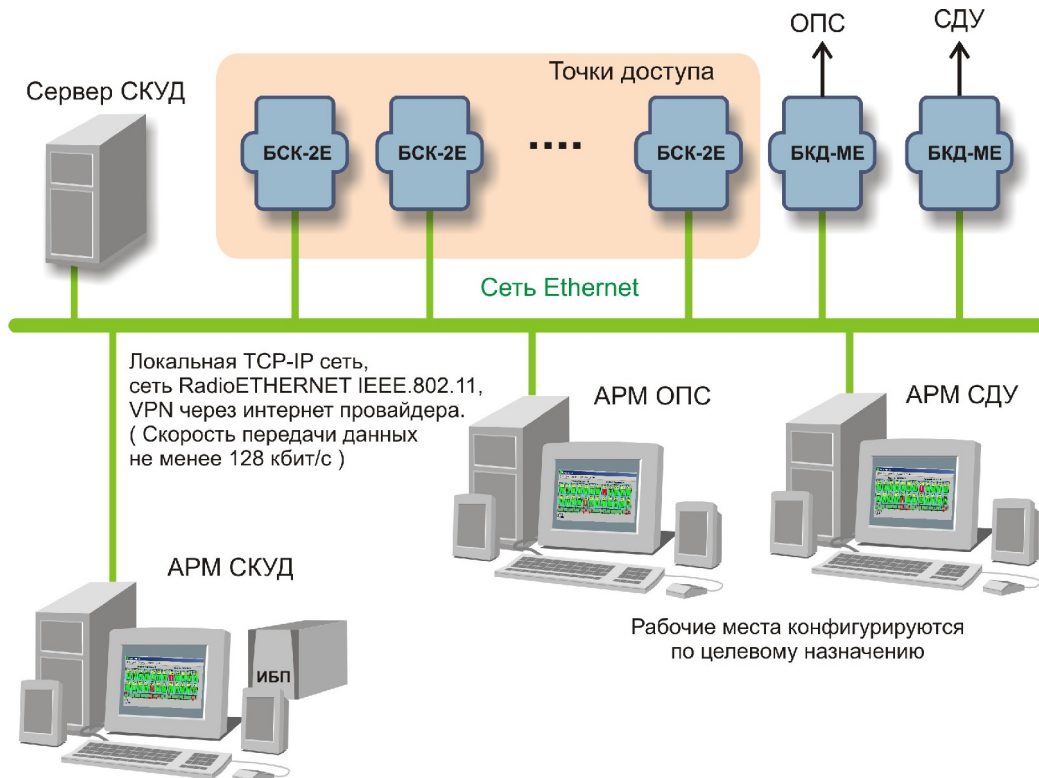 ОПС
СДУ
Сервер СКУД
Точки доступа
БСК-2Е
БСК-2Е
....
БСК-2Е
БКД-МЕ
БКД-МЕ
Сеть Ethernet
Локальная TCP-IP сеть,
сеть RadioETHERNET IEEE.802.11,
VPN через интернет провайдера.
( Скорость передачи данных
не менее 128 кбит/с )
АРМ ОПС
АРМ СДУ
АРМ СКУД
ИБП
Рабочие места конфигурируются
по целевому назначению